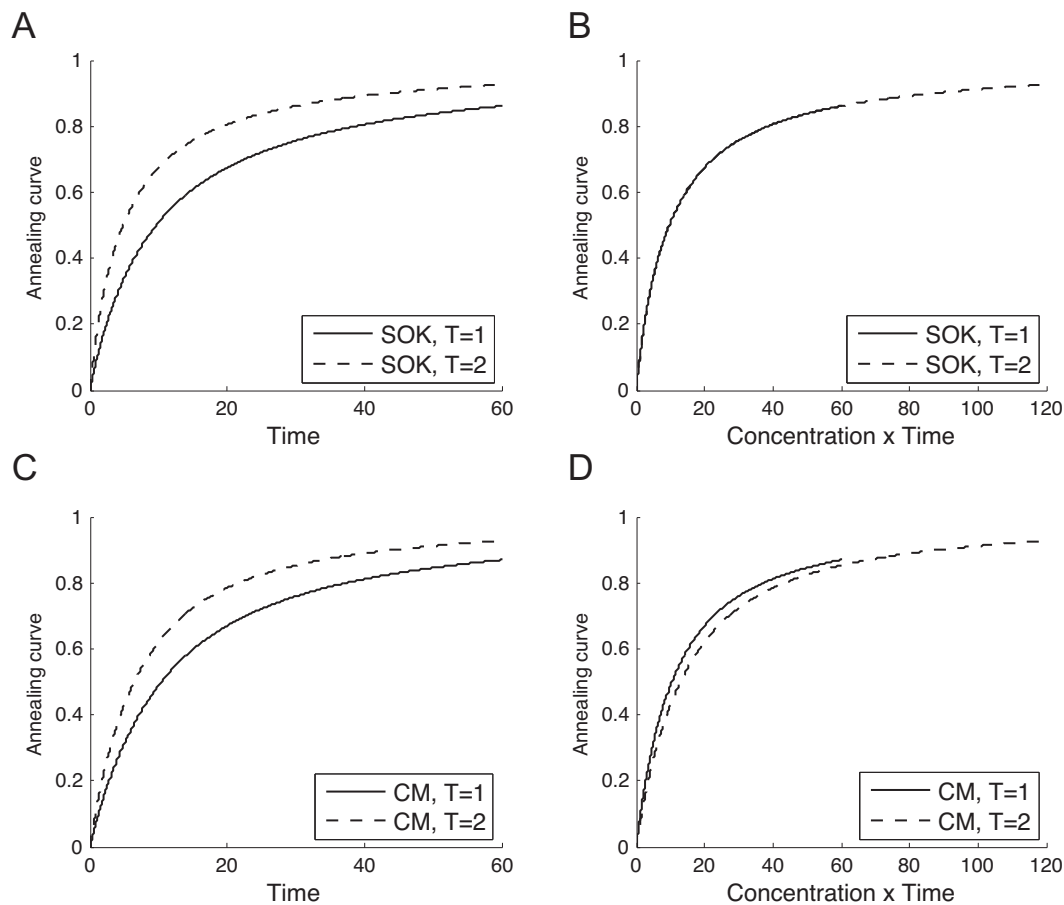 A
1
0.8
0.6
0.4
0.2
0
Annealing curve
SOK, T=1
SOK, T=2
0 20 40 60
Time
B
1
0.8
0.6
0.4
0.2
0
Annealing curve
SOK, T=1
SOK, T=2
0 20 40 60 80 100 120
Concentration x Time
C
1
0.8
0.6
0.4
0.2
0
Annealing curve
CM, T=1
CM, T=2
0 20 40 60
Time
D
1
0.8
0.6
0.4
0.2
0
Annealing curve
CM, T=1
CM, T=2
0 20 40 60 80 100 120
Concentration x Time